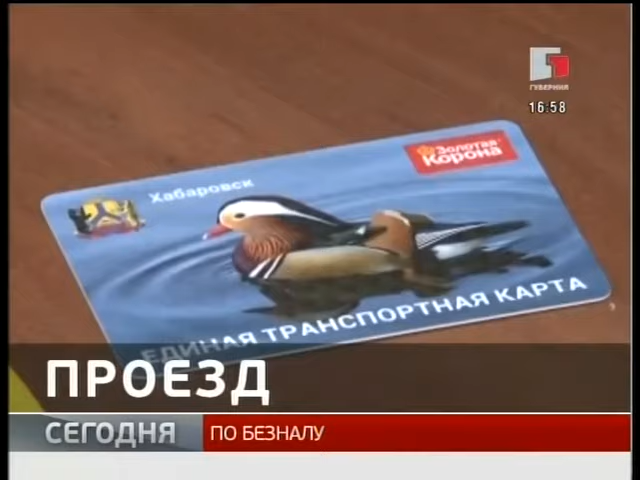 ГУБЕРНИЯ
16:58
Золотая
Корона
Хабаровск
ЕДИНАЯ ТРАНСПОРТНАЯ КАРТА
ПРОЕЗД
СЕГОДНЯ
ПО БЕЗНАЛУ